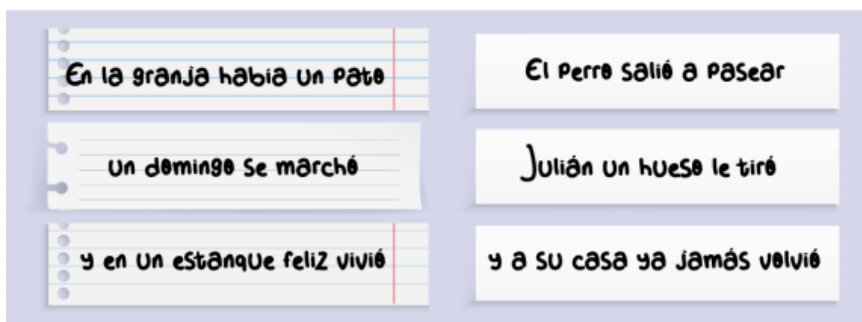 En la granja habia un pato
un domingo se marchó
y en un estanque feliz vivió
El perro salió a pasear
Julián un hueso le tiró
y a su casa ya jamás volvió